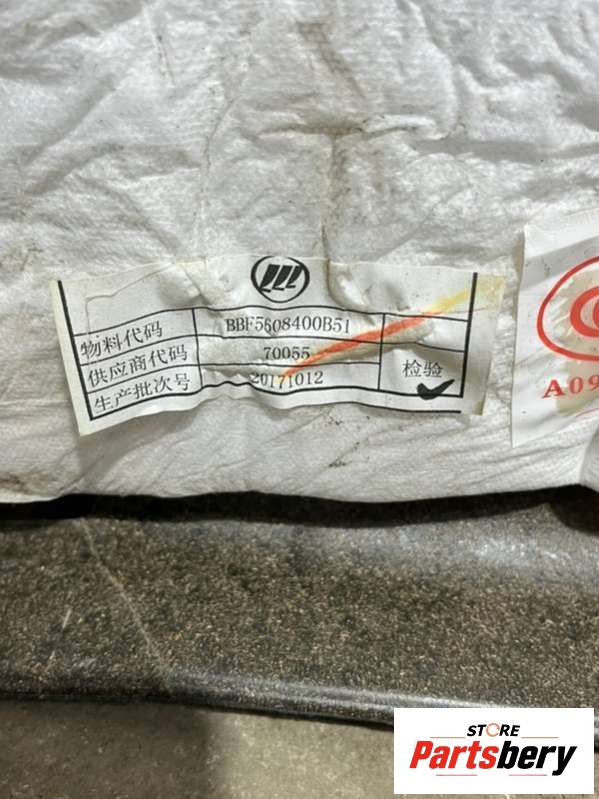 物料代码 BBF5608400B51
供应商代码 70055
生产批次号 20171012 检验
A09
STORE
Partsbery